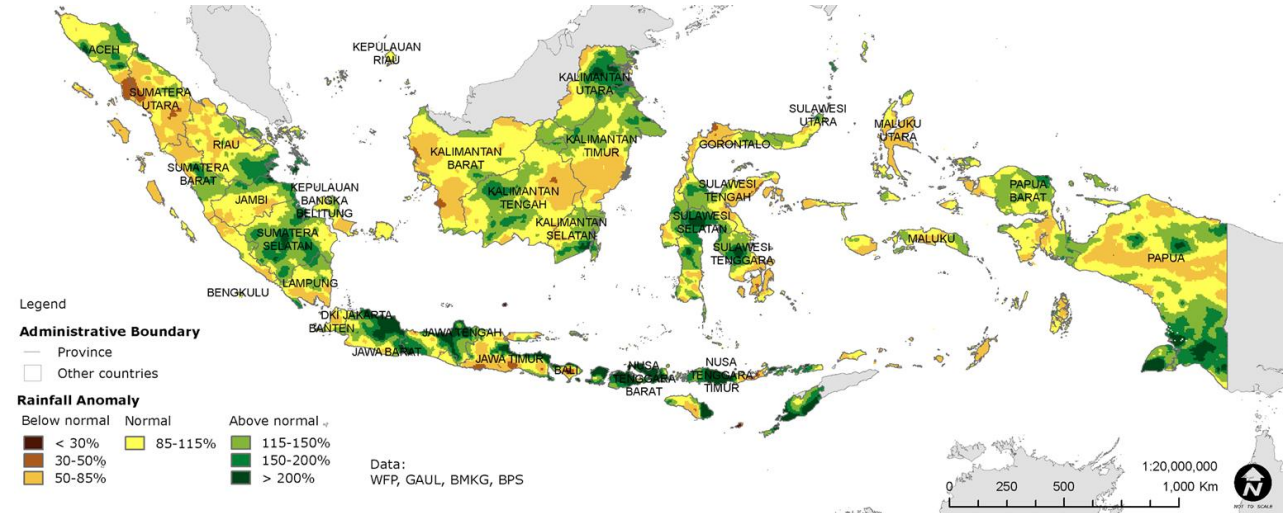 ACEH
SUMATERA
UTARA
RIAU
SUMATERA
BARAT
JAMBI
KEPULAUAN
RIAU
KEPULAUAN
BANGKA
BELITUNG
SUMATERA
SELATAN
BENGKULU
LAMPUNG
DKI JAKARTA
BANTEN
JAWA BARAT
JAWA TENGAH
JAWA TIMUR
BALI
NUSA
TENGGARA
BARAT
NUSA
TENGGARA
TIMUR
KALIMANTAN
UTARA
KALIMANTAN
BARAT
KALIMANTAN
TIMUR
KALIMANTAN
TENGAH
KALIMANTAN
SELATAN
SULAWESI
UTARA
GORONTALO
SULAWESI
TENGAH
SULAWESI
SELATAN
SULAWESI
TENGGARA
MALUKU
UTARA
MALUKU
PAPUA
BARAT
PAPUA
Legend
Administrative Boundary
Province
Other countries
Rainfall Anomaly
Below normal
< 30%
30-50%
50-85%
Normal
85-115%
Above normal
115-150%
150-200%
> 200%
Data:
WFP, GAUL, BMKG, BPS
1:20,000,000
0 250 500 1,000 Km
N
NOT TO SCALE